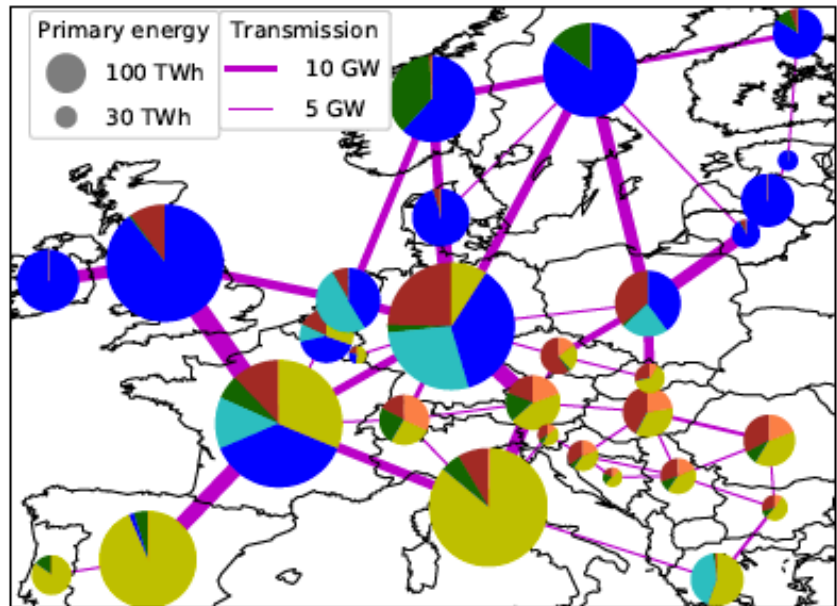 Primary energy
100 TWh
30 TWh
Transmission
10 GW
5 GW